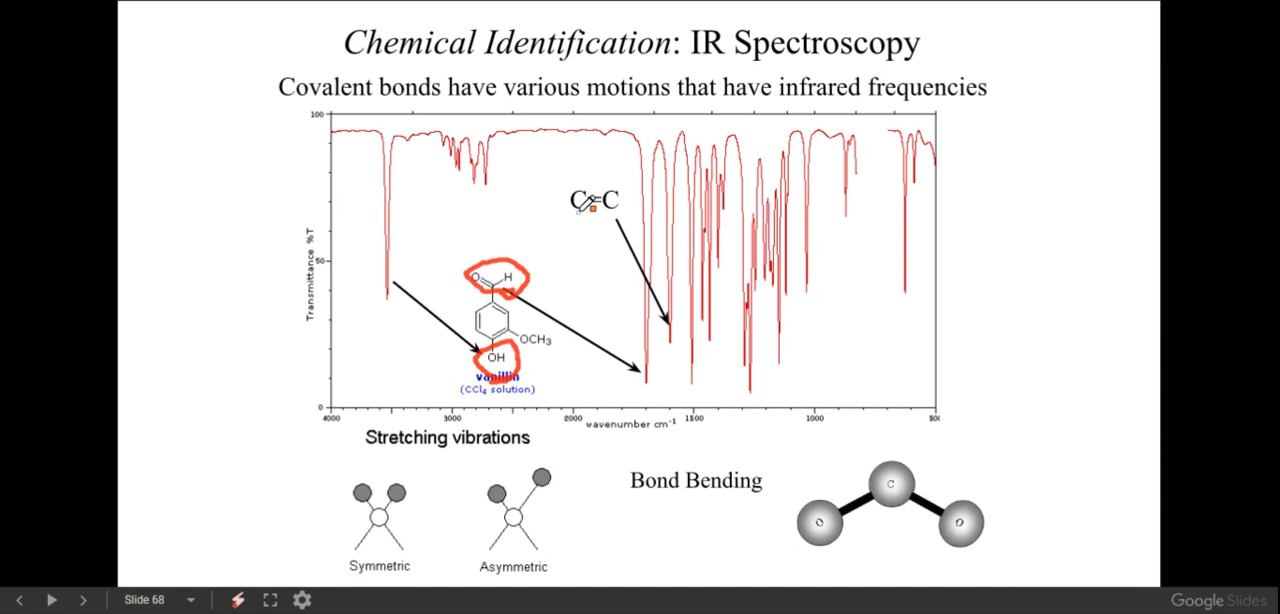 Chemical Identification: IR Spectroscopy
Covalent bonds have various motions that have infrared frequencies
100
50
0
Transmittance %T
C=C
O
H
OCH₃
OH
vanillin
(CCl₄ solution)
4000
3000
2000
1500
1000
500
wavenumber cm⁻¹
Stretching vibrations
Symmetric
Asymmetric
Bond Bending
O
C
O
Slide 68
Google Slides